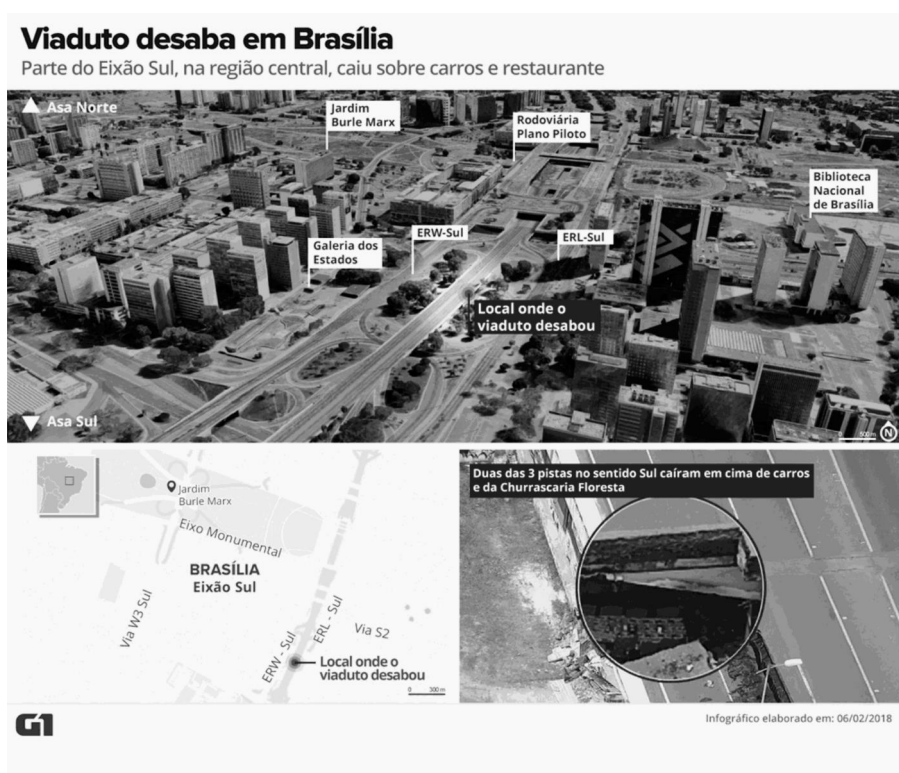 Viaduto desaba em Brasília
Parte do Eixão Sul, na região central, caiu sobre carros e restaurante
Asa Norte
Jardim
Burle Marx
Rodoviária
Plano Piloto
Biblioteca
Nacional
de Brasília
Galeria dos
Estados
ERW-Sul
ERL-Sul
Local onde o
viaduto desabou
Asa Sul
500m
N
Jardim
Burle Marx
Eixo Monumental
BRASÍLIA
Eixão Sul
Via W3 Sul
ERW - Sul
ERL - Sul
Via S2
Local onde o
viaduto desabou
0 300 m
Duas das 3 pistas no sentido Sul caíram em cima de carros
e da Churrascaria Floresta
G1
Infográfico elaborado em: 06/02/2018